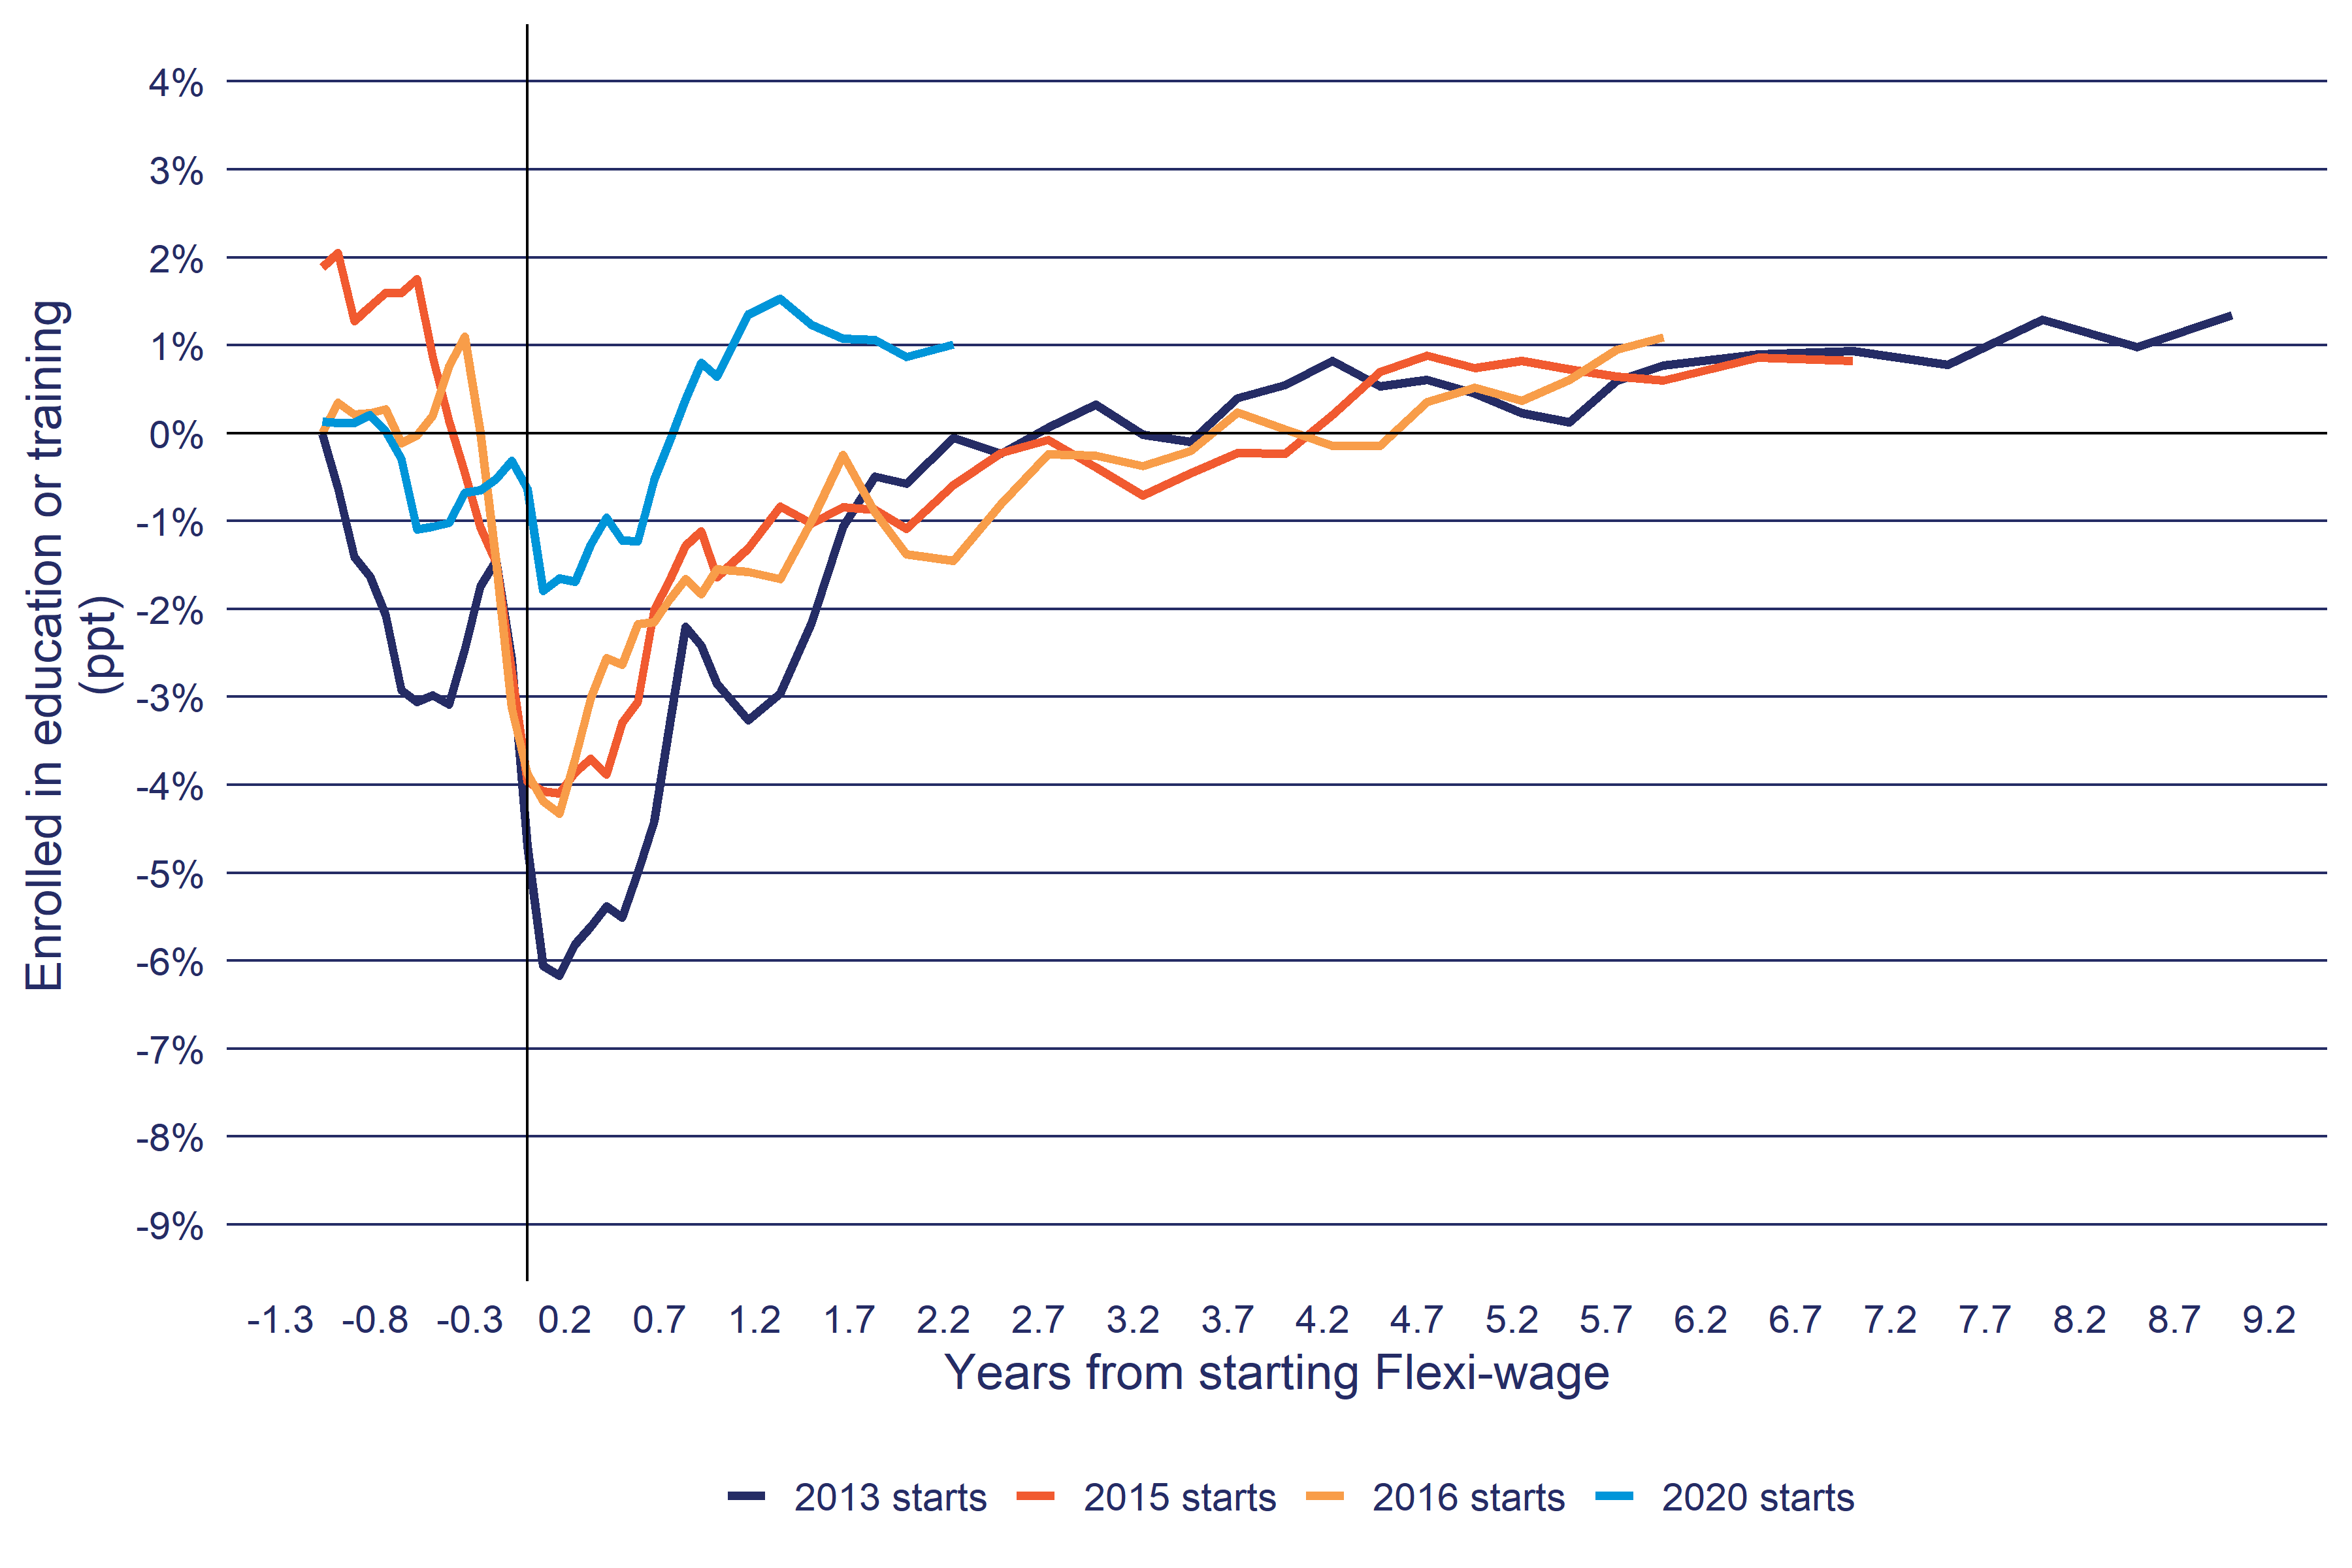 4%
3%
2%
1%
0%
-1%
-2%
-3%
-4%
-5%
-6%
-7%
-8%
-9%
Enrolled in education or training
(ppt)
-1.3 -0.8 -0.3 0.2 0.7 1.2 1.7 2.2 2.7 3.2 3.7 4.2 4.7 5.2 5.7 6.2 6.7 7.2 7.7 8.2 8.7 9.2
Years from starting Flexi-wage
2013 starts 2015 starts 2016 starts 2020 starts